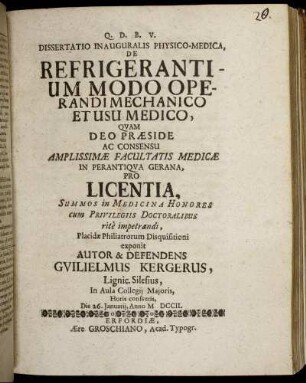 20.
Q. D. B. V.
DISSERTATIO INAUGURALIS PHYSICO-MEDICA,
DE
REFRIGERANTI-
UM MODO OPE-
RANDI MECHANICO
ET USU MEDICO,
QVAM
DEO PRÆSIDE
AC CONSENSU
AMPLISSIMÆ FACULTATIS MEDICÆ
IN PERANTIQVA GERANA,
PRO
LICENTIA,
SUMMOS in MEDICINA HONORES
cum PRIVILEGIIS DOCTORALIBUS
ritè impetrandi,
Placidæ Philiatrorum Disquisitioni
exponit
AUTOR & DEFENDENS
GVILIELMUS KERGERUS,
Lignic. Silesius,
In Aula Collegii Majoris,
Horis consuetis,
Die 26. Januarij, Anno M DCCII.
ERFORDIÆ,
Ære GROSCHIANO, Acad. Typogr.